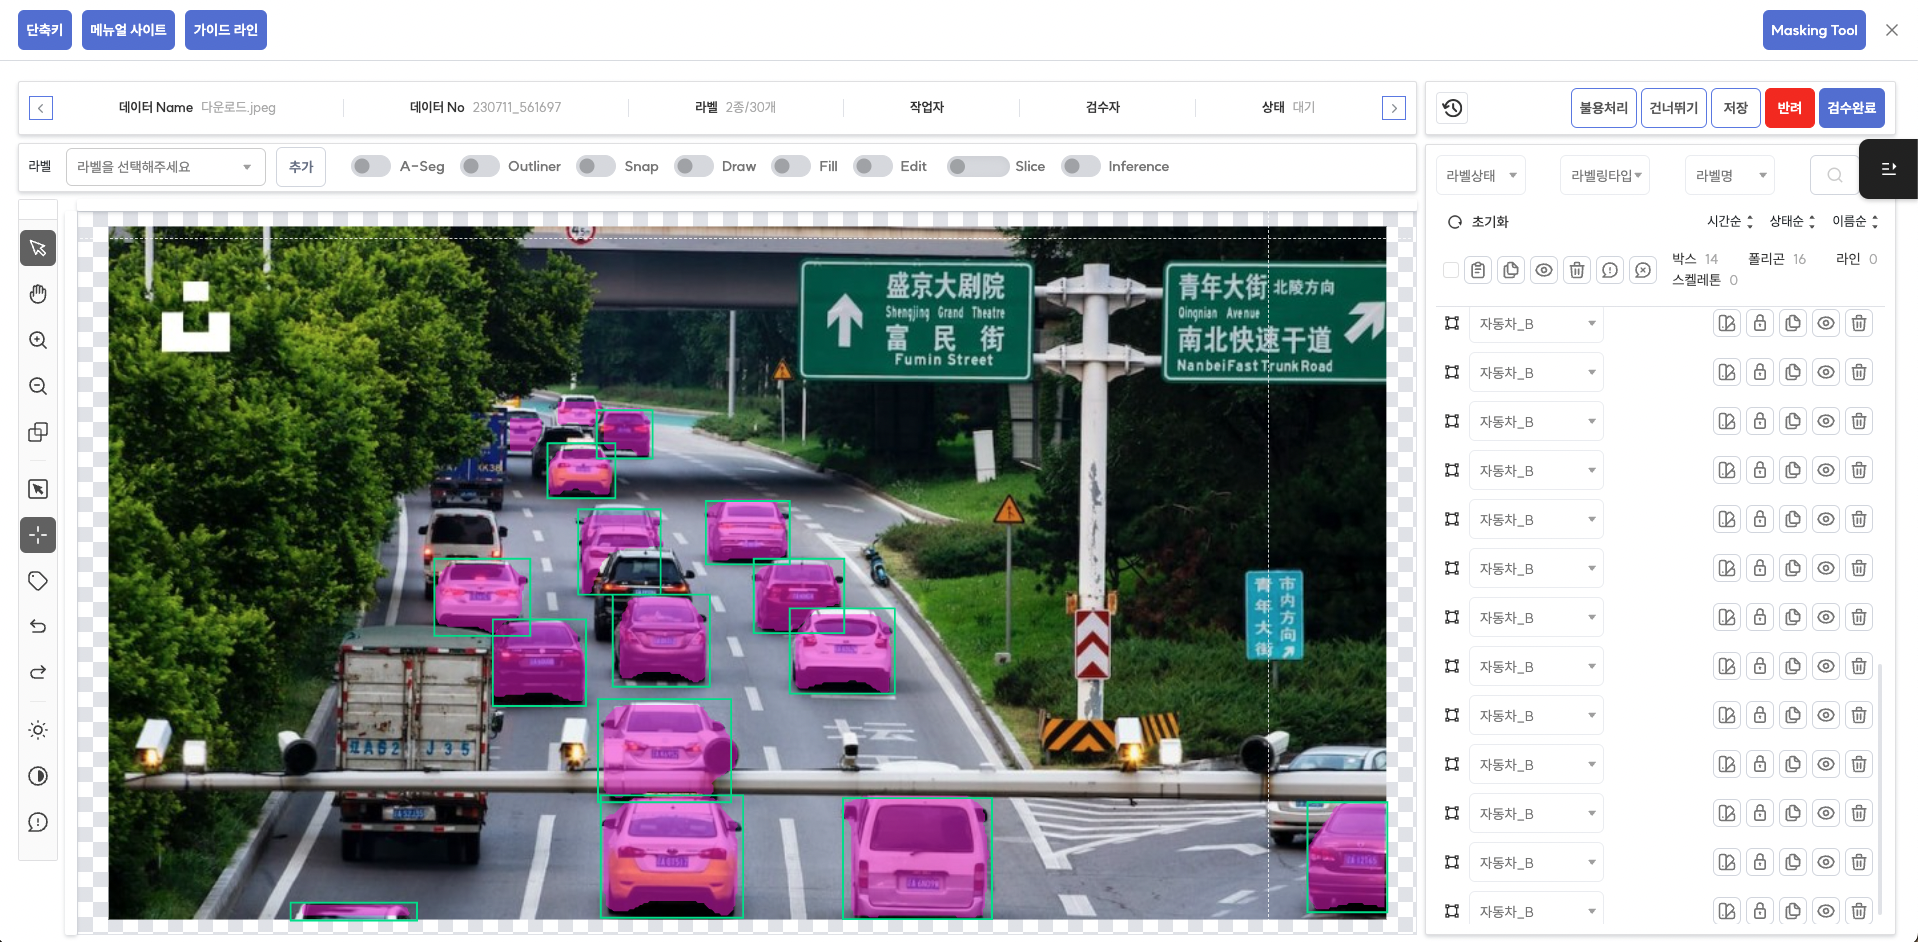 단축키 메뉴얼 사이트 가이드 라인 Masking Tool
데이터 Name 다운로드.jpeg 데이터 No 230711_561697 라벨 2종/30개 작업자 검수자 상태 대기
불용처리 건너뛰기 저장 반려 검수완료
라벨 라벨을 선택해주세요 추가 A-Seg Outliner Snap Draw Fill Edit Slice Inference
라벨상태 라벨링타입 라벨명
초기화 시간순 상태순 이름순
박스 14 폴리곤 16 라인 0
스켈레톤 0
자동차_B
자동차_B
자동차_B
자동차_B
자동차_B
자동차_B
자동차_B
자동차_B
자동차_B
자동차_B
자동차_B
자동차_B
자동차_B
盛京大剧院
Shengjing Grand Theatre
富民街
Fumin Street
青年大街 北陵方向
Qingnian Avenue
南北快速干道
Nanbei Fast Trunk Road
青年大街
市内方向